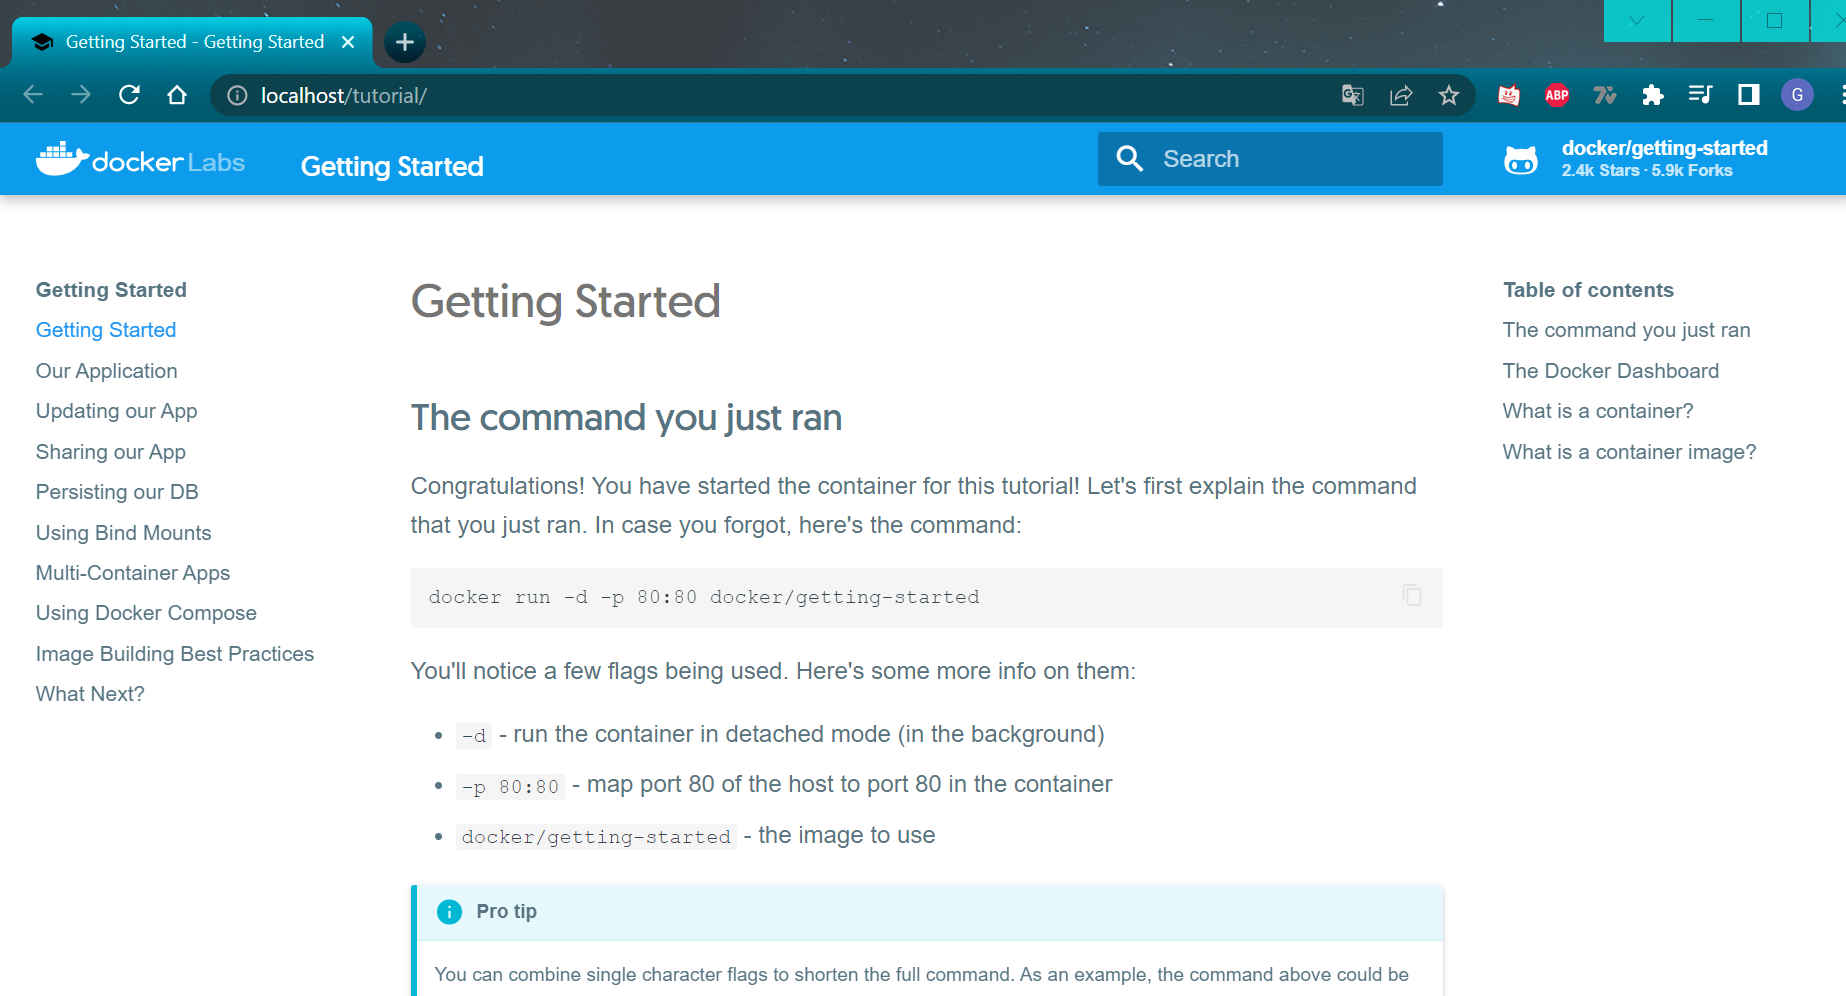 Getting Started - Getting Started
localhost/tutorial/
ABP
G
docker Labs
Getting Started
Search
docker/getting-started
2.4k Stars · 5.9k Forks
Getting Started
Getting Started
Our Application
Updating our App
Sharing our App
Persisting our DB
Using Bind Mounts
Multi-Container Apps
Using Docker Compose
Image Building Best Practices
What Next?
Getting Started
The command you just ran
Congratulations! You have started the container for this tutorial! Let's first explain the command
that you just ran. In case you forgot, here's the command:
docker run -d -p 80:80 docker/getting-started
You'll notice a few flags being used. Here's some more info on them:
-d - run the container in detached mode (in the background)
-p 80:80 - map port 80 of the host to port 80 in the container
docker/getting-started - the image to use
Pro tip
You can combine single character flags to shorten the full command. As an example, the command above could be
Table of contents
The command you just ran
The Docker Dashboard
What is a container?
What is a container image?